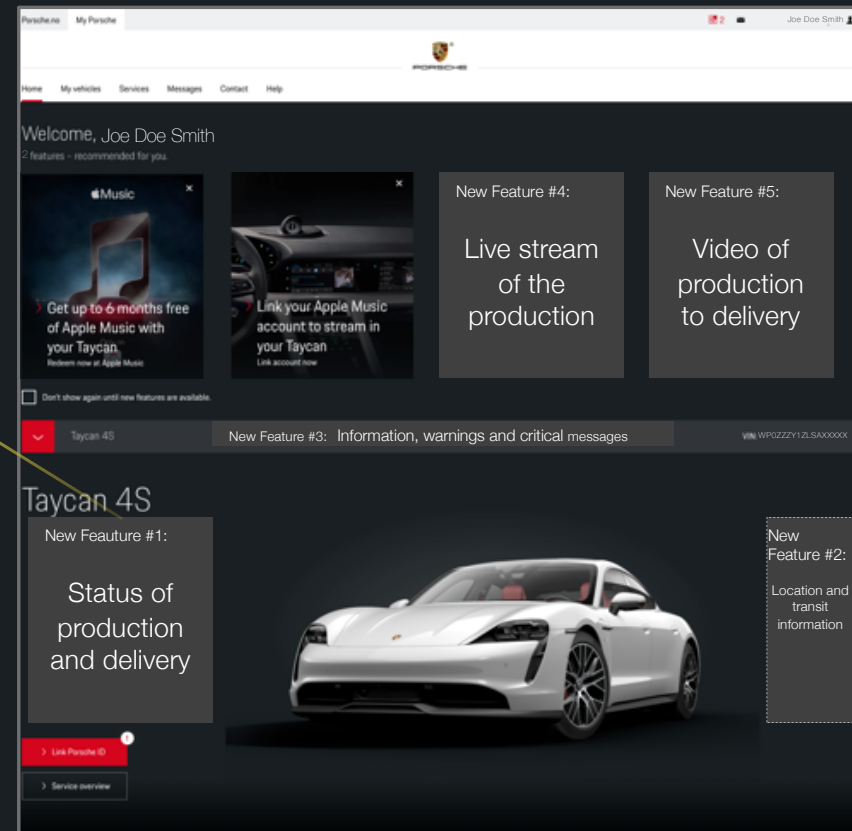 Porsche.no My Porsche 2 Joe Doe Smith
PORSCHE
Home My vehicles Services Messages Contact Help
Welcome, Joe Doe Smith
2 features - recommended for you.
Music
Get up to 6 months free
of Apple Music with
your Taycan
Redeem now at Apple Music
Link your Apple Music
account to stream in
your Taycan
Link account now
New Feature #4:
Live stream
of the
production
New Feature #5:
Video of
production
to delivery
Don't show again until new features are available.
Taycan 4S New Feature #3: Information, warnings and critical messages VIN: WP0ZZZY1ZLSAXXXXX
Taycan 4S
New Feauture #1:
Status of
production
and delivery
New
Feature #2:
Location and
transit
information
Link Porsche ID
Service overview